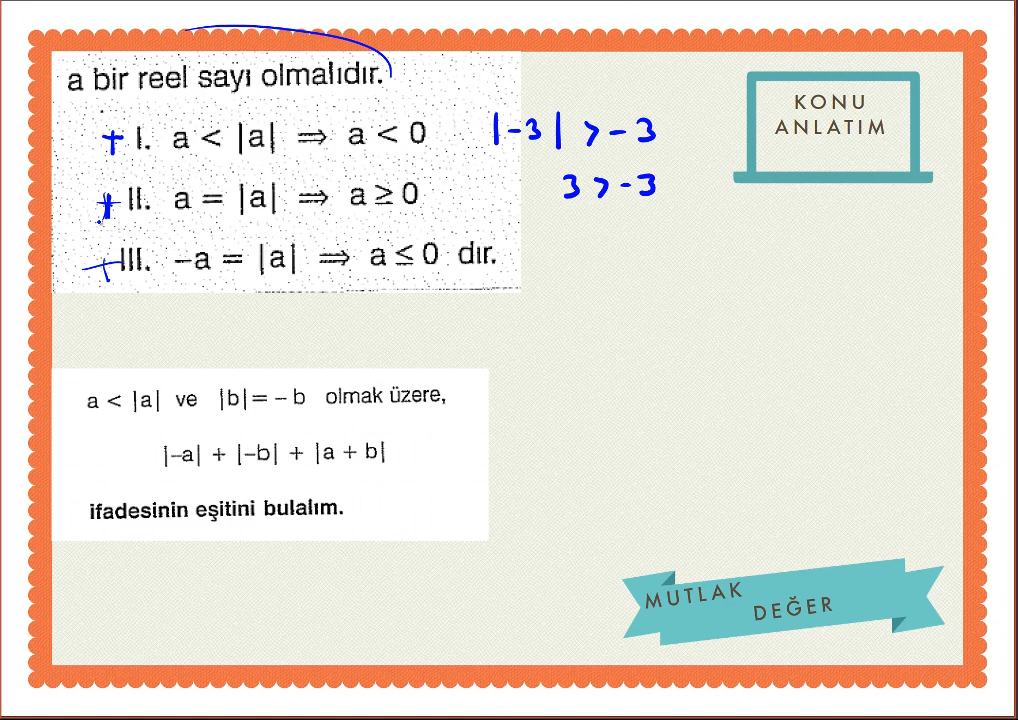 a bir reel sayı olmalıdır.
I. a < |a| ⇒ a < 0
II. a = |a| ⇒ a ≥ 0
III. –a = |a| ⇒ a ≤ 0 dır.
|-3| > -3
3 > -3
KONU
ANLATIM
a < |a| ve |b| = – b olmak üzere,
|–a| + |–b| + |a + b|
ifadesinin eşitini bulalım.
MUTLAK
DEĞER